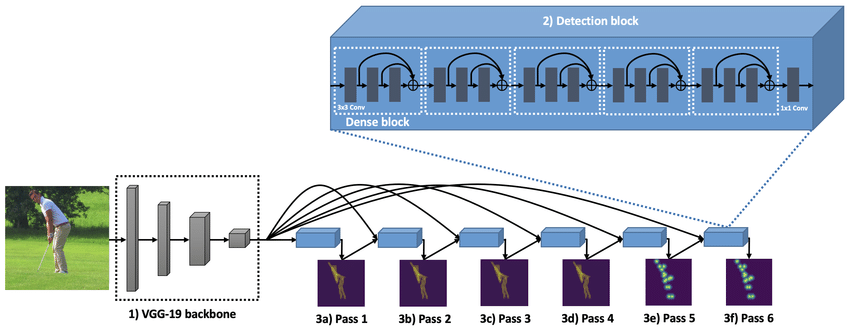 2) Detection block
3x3 Conv
1x1 Conv
Dense block
1) VGG-19 backbone
3a) Pass 1
3b) Pass 2
3c) Pass 3
3d) Pass 4
3e) Pass 5
3f) Pass 6